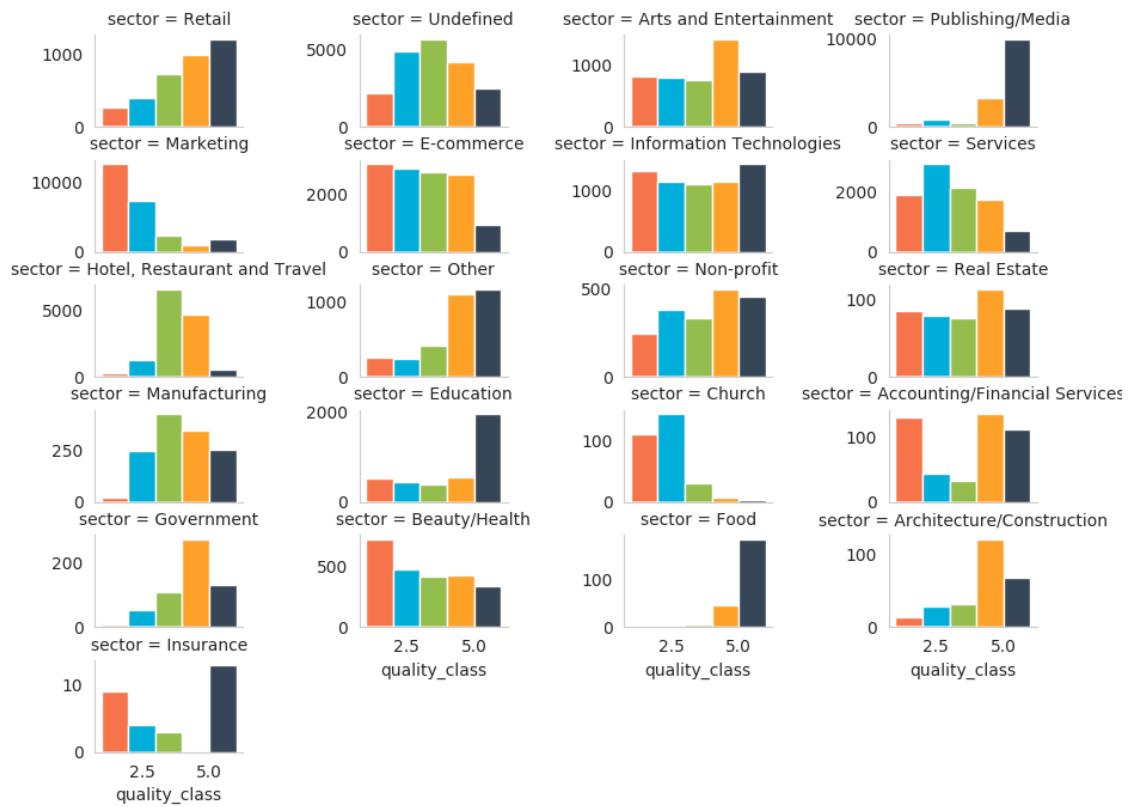 sector = Retail
sector = Undefined
sector = Arts and Entertainment
sector = Publishing/Media
1000
0
5000
0
1000
0
10000
0
sector = Marketing
sector = E-commerce
sector = Information Technologies
sector = Services
10000
0
2000
0
1000
0
2000
0
sector = Hotel, Restaurant and Travel
sector = Other
sector = Non-profit
sector = Real Estate
5000
0
1000
0
500
0
100
0
sector = Manufacturing
sector = Education
sector = Church
sector = Accounting/Financial Services
250
0
2000
0
100
0
100
0
sector = Government
sector = Beauty/Health
sector = Food
sector = Architecture/Construction
200
0
500
0
100
0
100
0
2.5 5.0
quality_class
2.5 5.0
quality_class
2.5 5.0
quality_class
sector = Insurance
10
0
2.5 5.0
quality_class